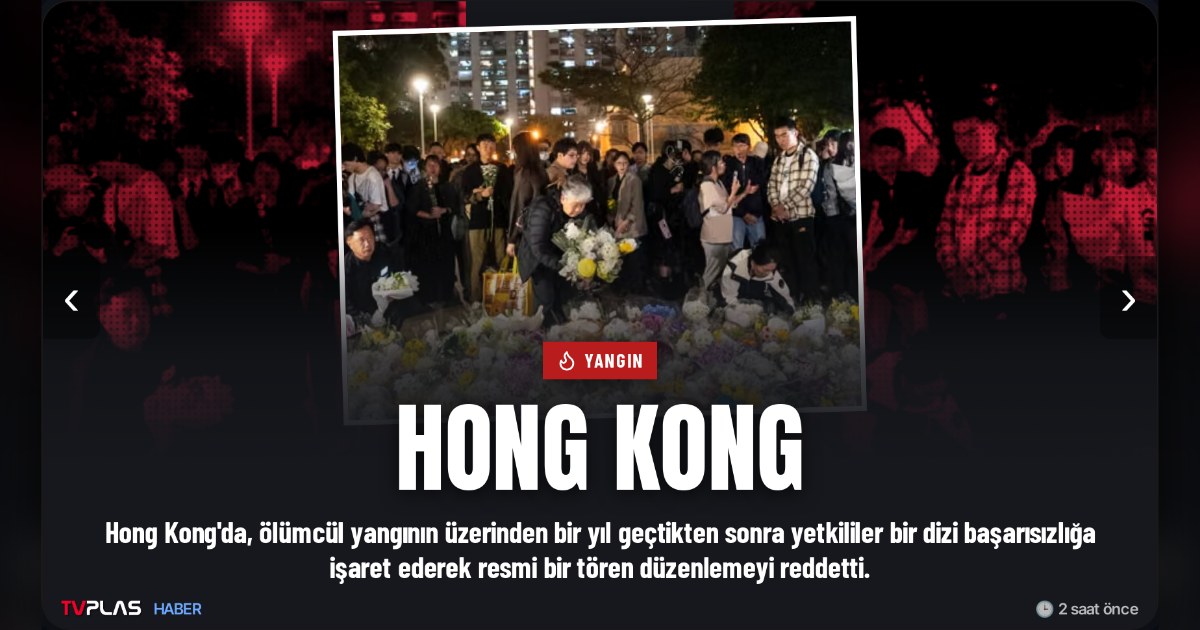 YANGIN
HONG KONG
Hong Kong'da, ölümcül yangının üzerinden bir yıl geçtikten sonra yetkililer bir dizi başarısızlığa
işaret ederek resmi bir tören düzenlemeyi reddetti.
TVPLAS HABER
2 saat önce